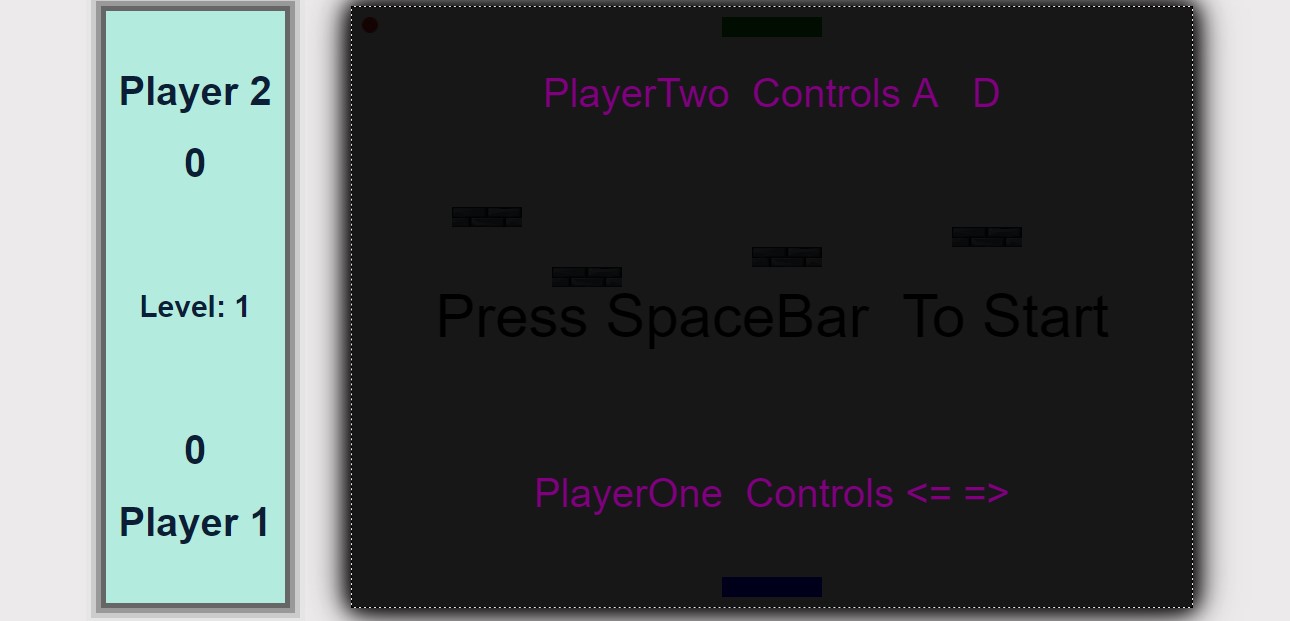 Player 2
0
Level: 1
0
Player 1
PlayerTwo Controls A D
Press SpaceBar To Start
PlayerOne Controls <= =>